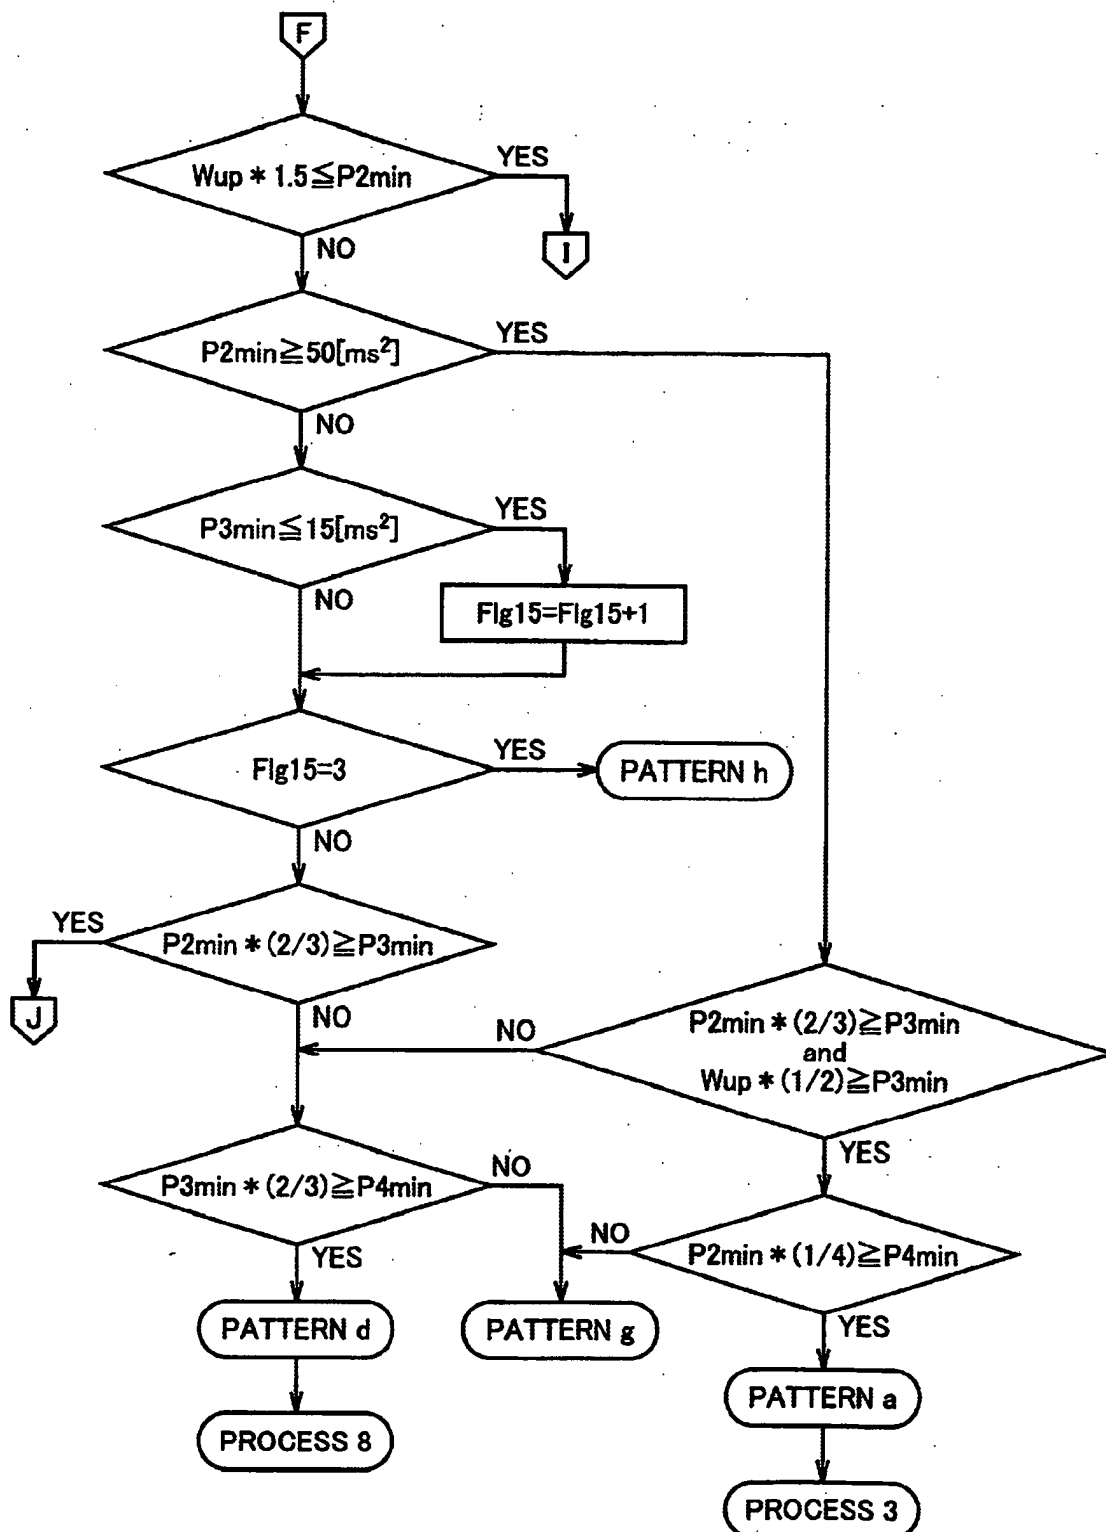 F
Wup * 1.5≦P2min
YES
I
NO
P2min≧50[ms²]
YES
NO
P3min≦15[ms²]
YES
NO
Flg15=Flg15+1
Flg15=3
YES
PATTERN h
NO
YES
P2min * (2/3)≧P3min
J
NO
NO
P2min * (2/3)≧P3min
and
Wup * (1/2)≧P3min
YES
P3min * (2/3)≧P4min
NO
NO
P2min * (1/4)≧P4min
YES
YES
PATTERN d
PATTERN g
PATTERN a
PROCESS 8
PROCESS 3